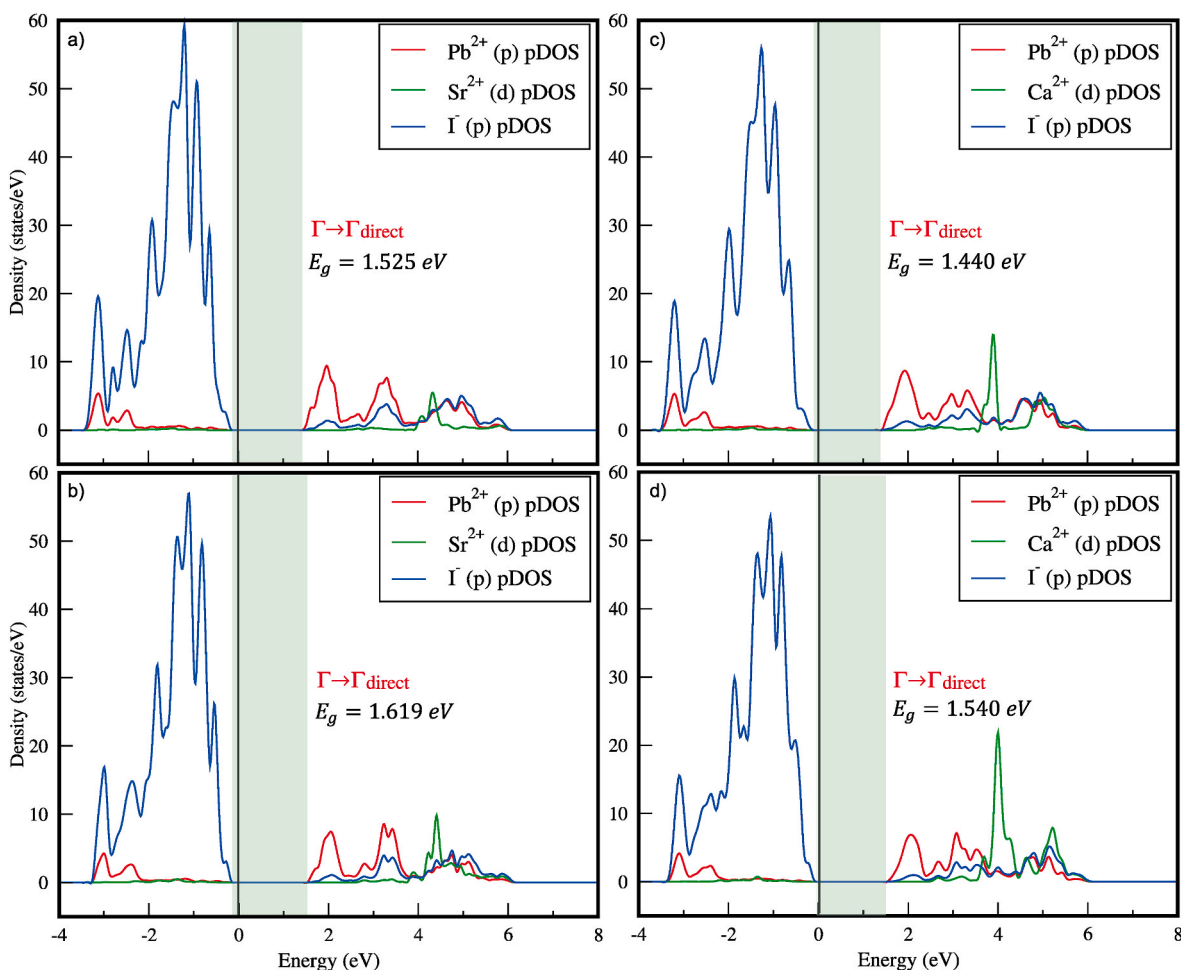 a)
Pb²⁺ (p) pDOS
Sr²⁺ (d) pDOS
I⁻ (p) pDOS
Γ→Γdirect
E_g = 1.525 eV
60
50
40
30
20
10
0
Density (states/eV)
c)
Pb²⁺ (p) pDOS
Ca²⁺ (d) pDOS
I⁻ (p) pDOS
Γ→Γdirect
E_g = 1.440 eV
60
50
40
30
20
10
0
b)
Pb²⁺ (p) pDOS
Sr²⁺ (d) pDOS
I⁻ (p) pDOS
Γ→Γdirect
E_g = 1.619 eV
60
50
40
30
20
10
0
Density (states/eV)
-4 -2 0 2 4 6 8
Energy (eV)
d)
Pb²⁺ (p) pDOS
Ca²⁺ (d) pDOS
I⁻ (p) pDOS
Γ→Γdirect
E_g = 1.540 eV
60
50
40
30
20
10
0
-4 -2 0 2 4 6 8
Energy (eV)